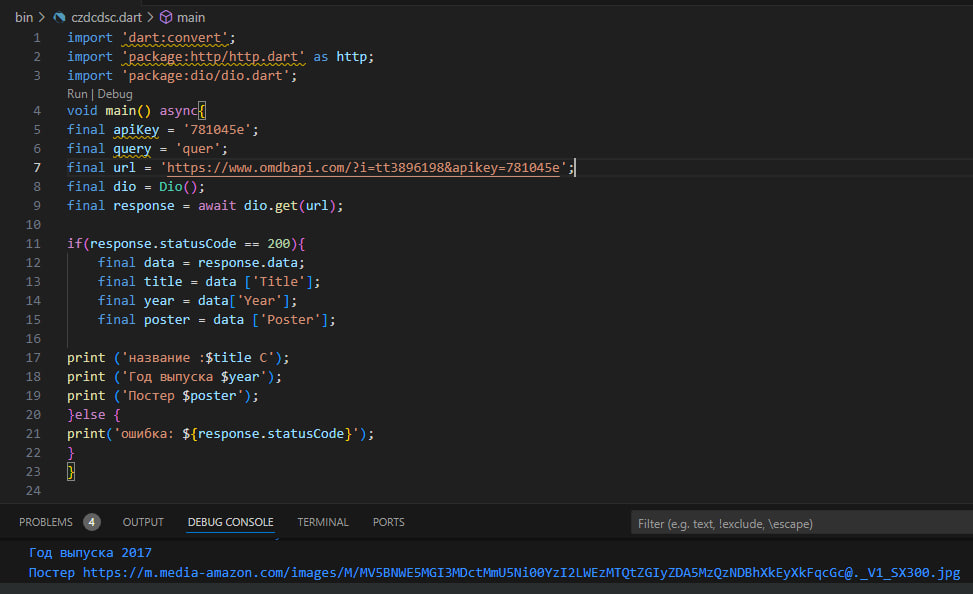 bin > czdcdsc.dart > main
1 import 'dart:convert';
2 import 'package:http/http.dart' as http;
3 import 'package:dio/dio.dart';
Run | Debug
4 void main() async{
5 final apiKey = '781045e';
6 final query = 'quer';
7 final url = 'https://www.omdbapi.com/?i=tt3896198&apikey=781045e';
8 final dio = Dio();
9 final response = await dio.get(url);
10
11 if(response.statusCode == 200){
12     final data = response.data;
13     final title = data ['Title'];
14     final year = data['Year'];
15     final poster = data ['Poster'];
16
17 print ('название :$title C');
18 print ('Год выпуска $year');
19 print ('Постер $poster');
20 }else {
21 print('ошибка: ${response.statusCode}');
22 }
23 }
24
PROBLEMS 4 OUTPUT DEBUG CONSOLE TERMINAL PORTS Filter (e.g. text, !exclude, \escape)
Год выпуска 2017
Постер https://m.media-amazon.com/images/M/MV5BNWE5MGI3MDctMmU5Ni00YzI2LWEzMTQtZGIyZDA5MzQzNDBhXkEyXkFqcGc@._V1_SX300.jpg